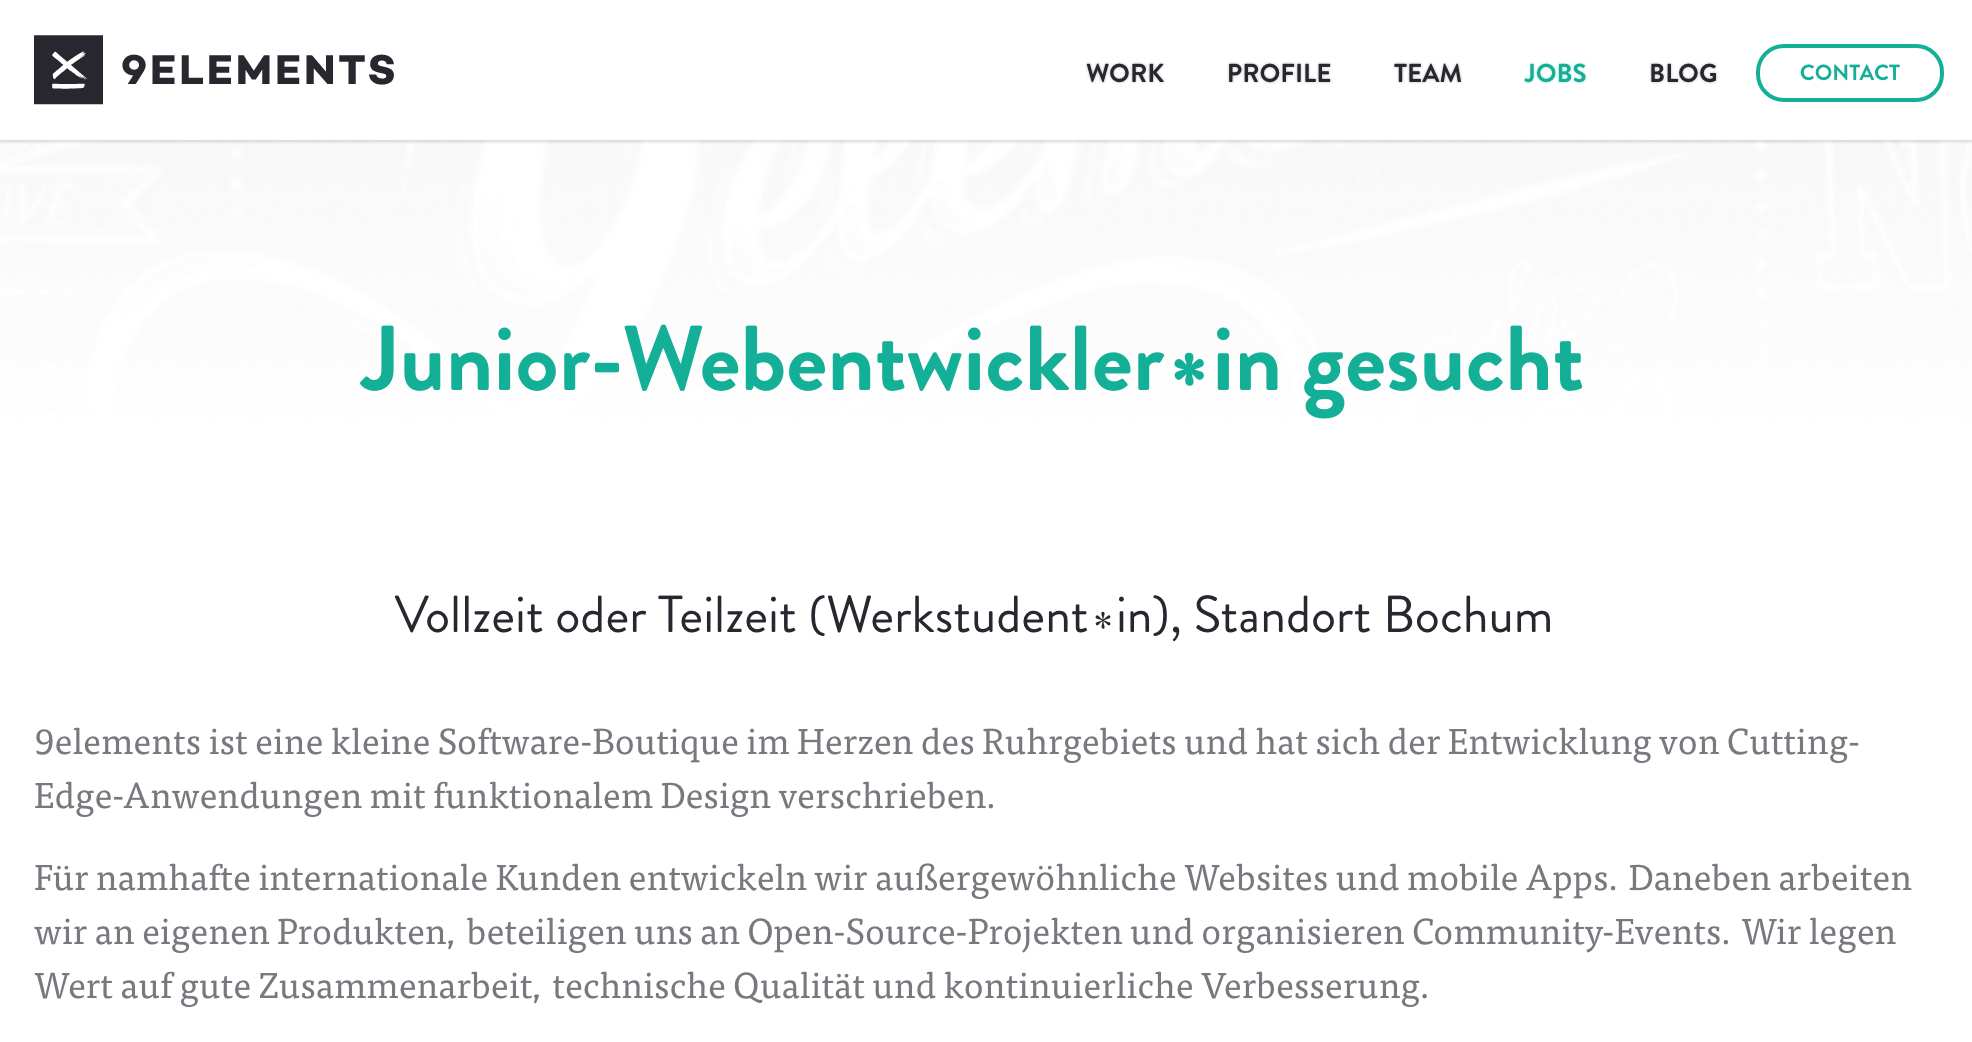 9ELEMENTS
WORK PROFILE TEAM JOBS BLOG CONTACT
Junior-Webentwickler*in gesucht
Vollzeit oder Teilzeit (Werkstudent*in), Standort Bochum
9elements ist eine kleine Software-Boutique im Herzen des Ruhrgebiets und hat sich der Entwicklung von Cutting-
Edge-Anwendungen mit funktionalem Design verschrieben.
Für namhafte internationale Kunden entwickeln wir außergewöhnliche Websites und mobile Apps. Daneben arbeiten
wir an eigenen Produkten, beteiligen uns an Open-Source-Projekten und organisieren Community-Events. Wir legen
Wert auf gute Zusammenarbeit, technische Qualität und kontinuierliche Verbesserung.